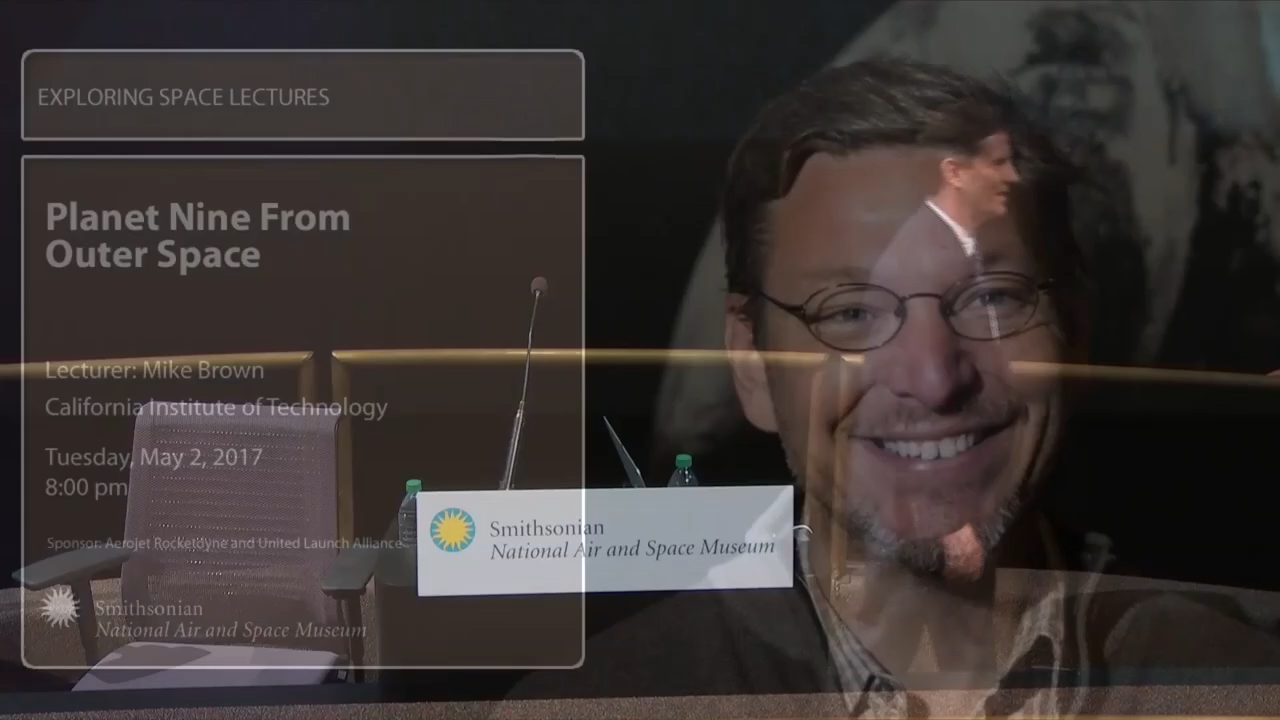 EXPLORING SPACE LECTURES
Planet Nine From
Outer Space
Lecturer: Mike Brown
California Institute of Technology
Tuesday, May 2, 2017
8:00 pm
Sponsor: Aerojet Rocketdyne and United Launch Alliance
Smithsonian
National Air and Space Museum
Smithsonian
National Air and Space Museum